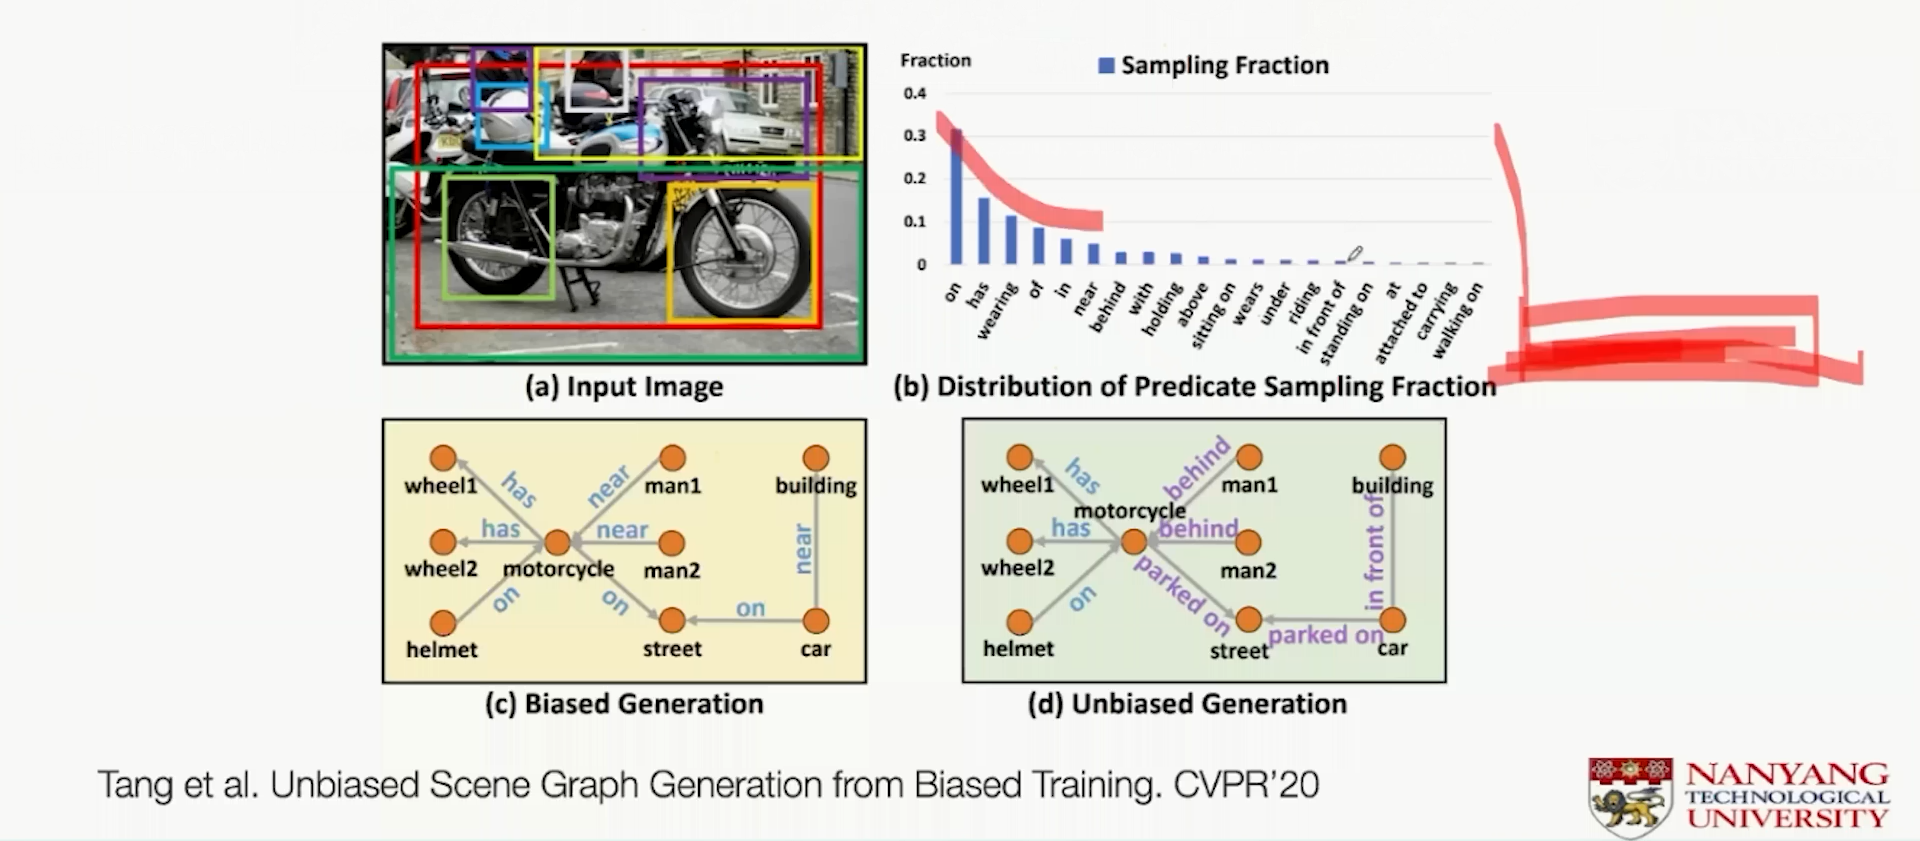 Fraction
Sampling Fraction
0.4
0.3
0.2
0.1
0
on
has
wearing
of
in
near
behind
with
holding
above
sitting on
wears
under
riding
in front of
standing on
at
attached to
carrying
walking on
(a) Input Image
(b) Distribution of Predicate Sampling Fraction
wheel1
has
near
man1
building
has
near
near
wheel2
motorcycle
man2
on
on
on
helmet
street
car
wheel1
has
behind
man1
building
motorcycle
has
behind
in front of
wheel2
man2
on
parked on
parked on
helmet
street
car
(c) Biased Generation
(d) Unbiased Generation
Tang et al. Unbiased Scene Graph Generation from Biased Training. CVPR’20
NANYANG
TECHNOLOGICAL
UNIVERSITY